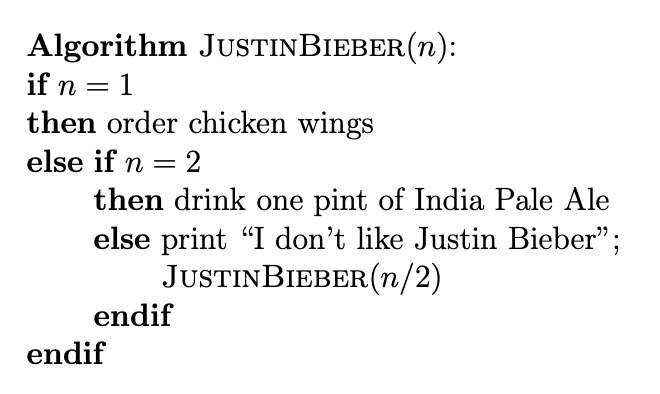 Algorithm JUSTINBIEBER(n):
if n = 1
then order chicken wings
else if n = 2
then drink one pint of India Pale Ale
else print “I don’t like Justin Bieber”;
JUSTINBIEBER(n/2)
endif
endif